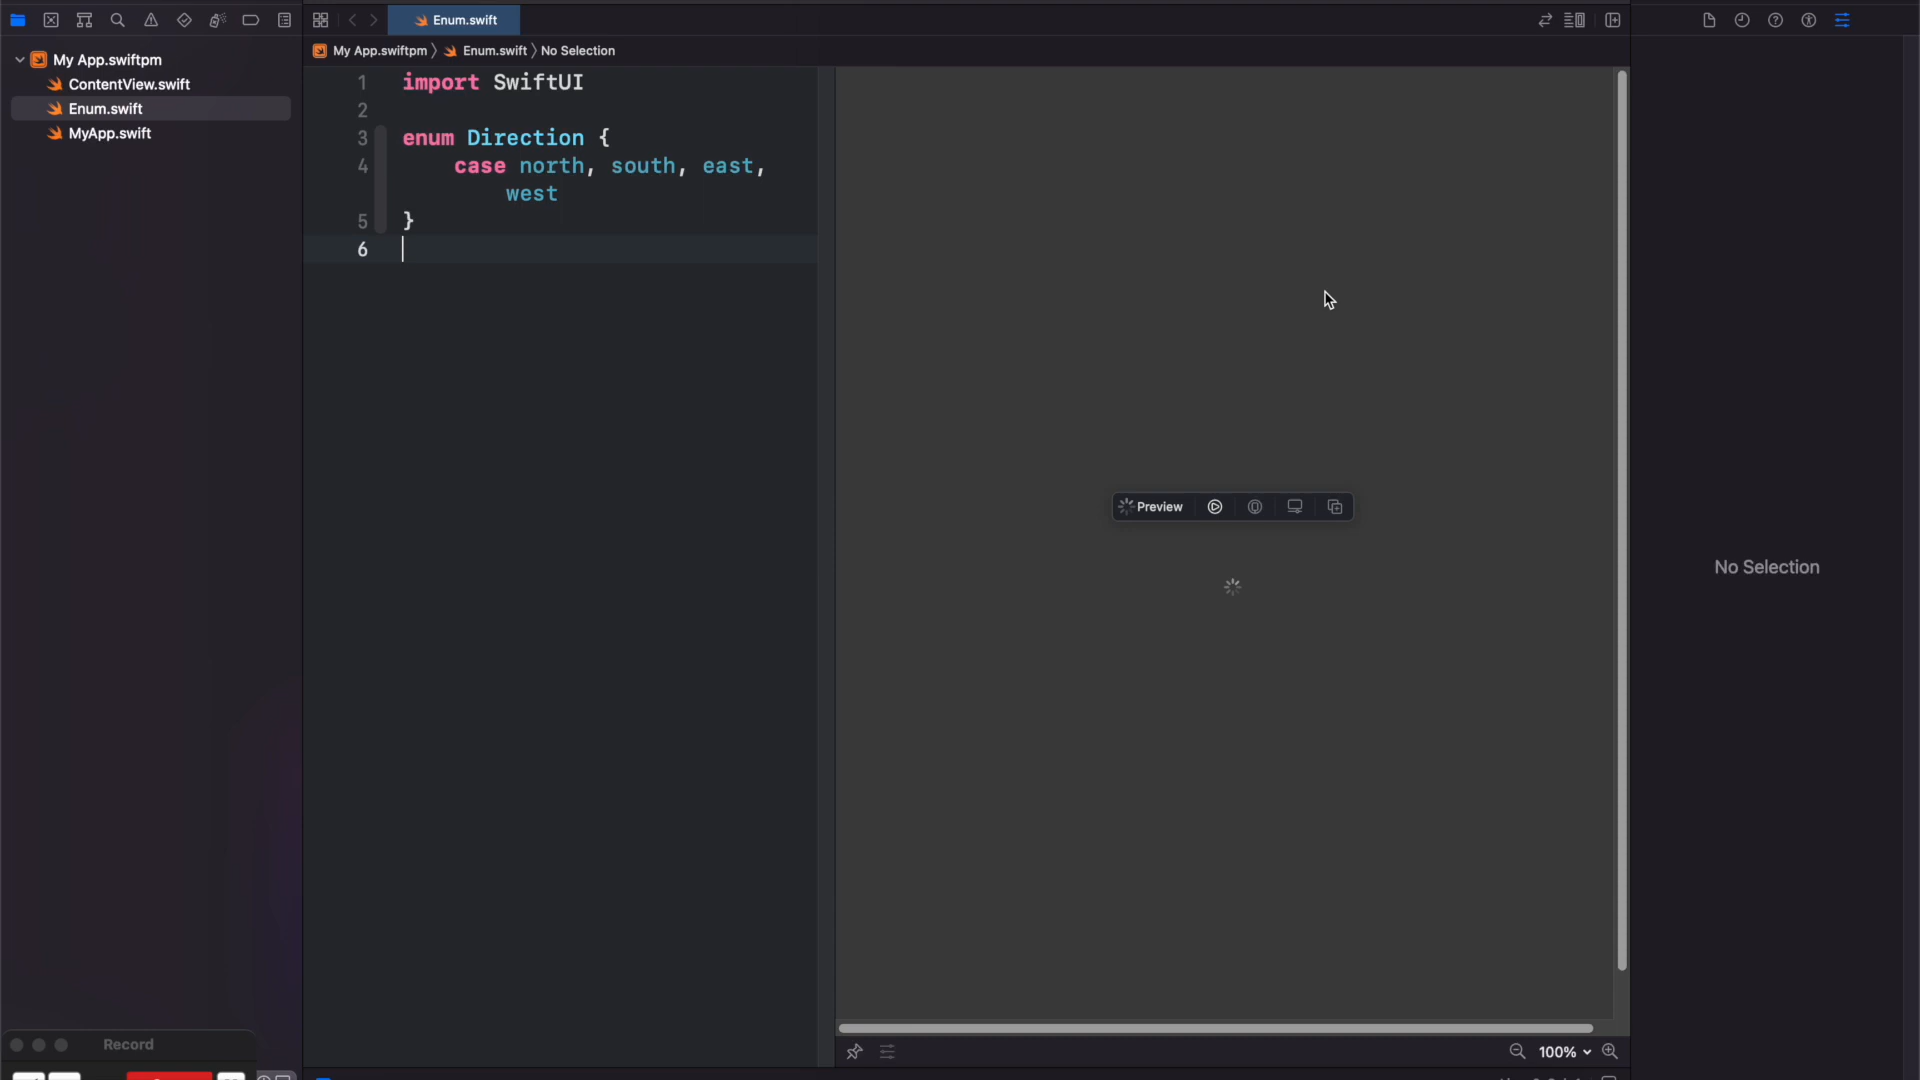 Enum.swift
My App.swiftpm
My App.swiftpm 〉 Enum.swift 〉 No Selection
ContentView.swift
Enum.swift
MyApp.swift
1 import SwiftUI
2
3 enum Direction {
4 case north, south, east,
west
5 }
6
Preview
No Selection
Record
100%